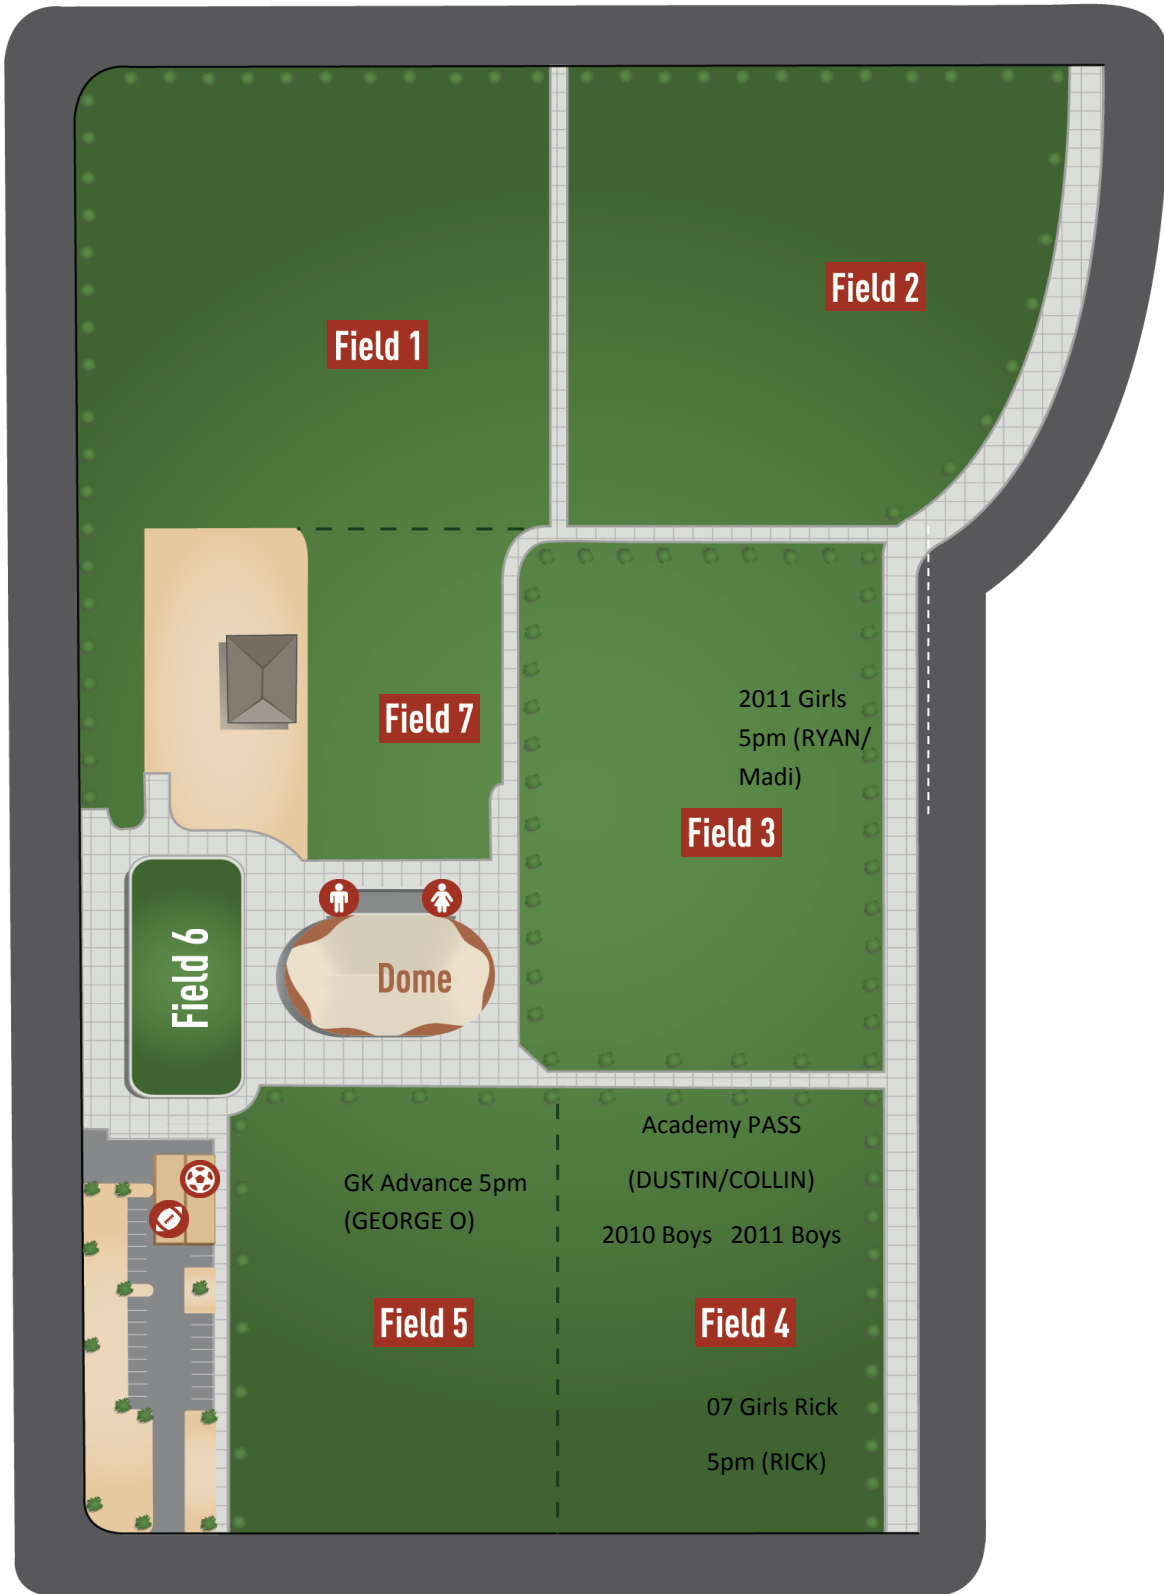 Field 2
Field 1
2011 Girls
5pm (RYAN/
Madi)
Field 7
Field 3
Field 6
Dome
Academy PASS
(DUSTIN/COLLIN)
GK Advance 5pm
(GEORGE O)
2010 Boys 2011 Boys
Field 5
Field 4
07 Girls Rick
5pm (RICK)